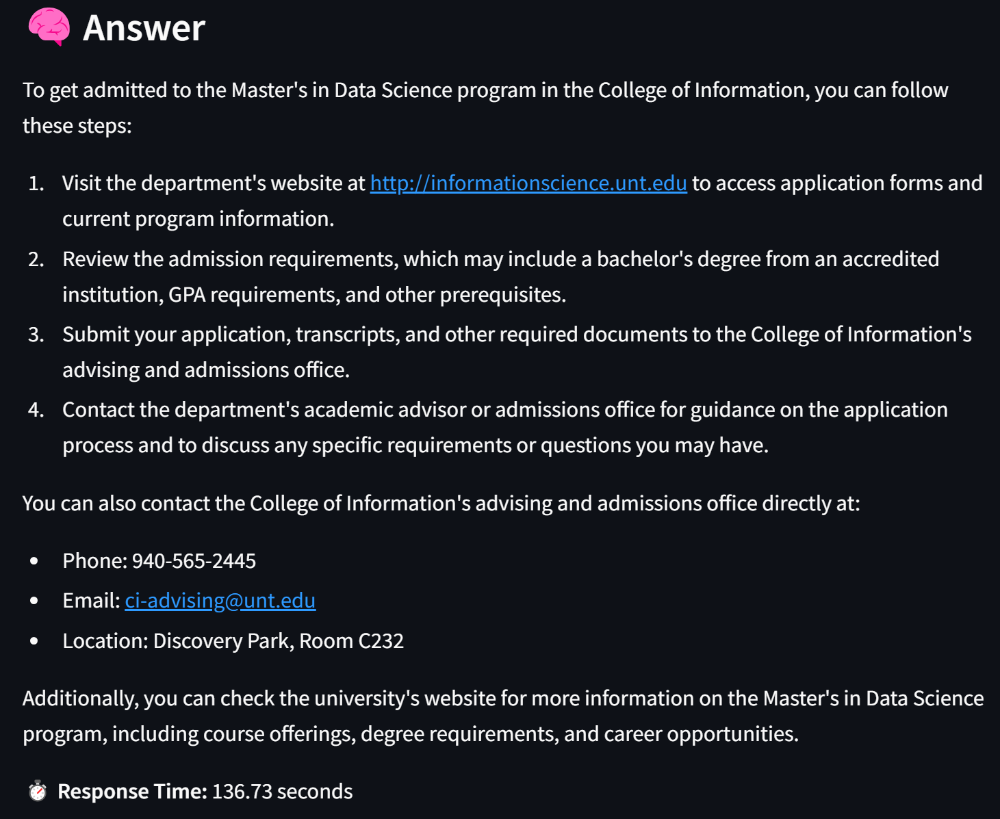 Answer
To get admitted to the Master's in Data Science program in the College of Information, you can follow
these steps:
1. Visit the department's website at http://informationscience.unt.edu to access application forms and
current program information.
2. Review the admission requirements, which may include a bachelor's degree from an accredited
institution, GPA requirements, and other prerequisites.
3. Submit your application, transcripts, and other required documents to the College of Information's
advising and admissions office.
4. Contact the department's academic advisor or admissions office for guidance on the application
process and to discuss any specific requirements or questions you may have.
You can also contact the College of Information's advising and admissions office directly at:
• Phone: 940-565-2445
• Email: ci-advising@unt.edu
• Location: Discovery Park, Room C232
Additionally, you can check the university's website for more information on the Master's in Data Science
program, including course offerings, degree requirements, and career opportunities.
Response Time: 136.73 seconds